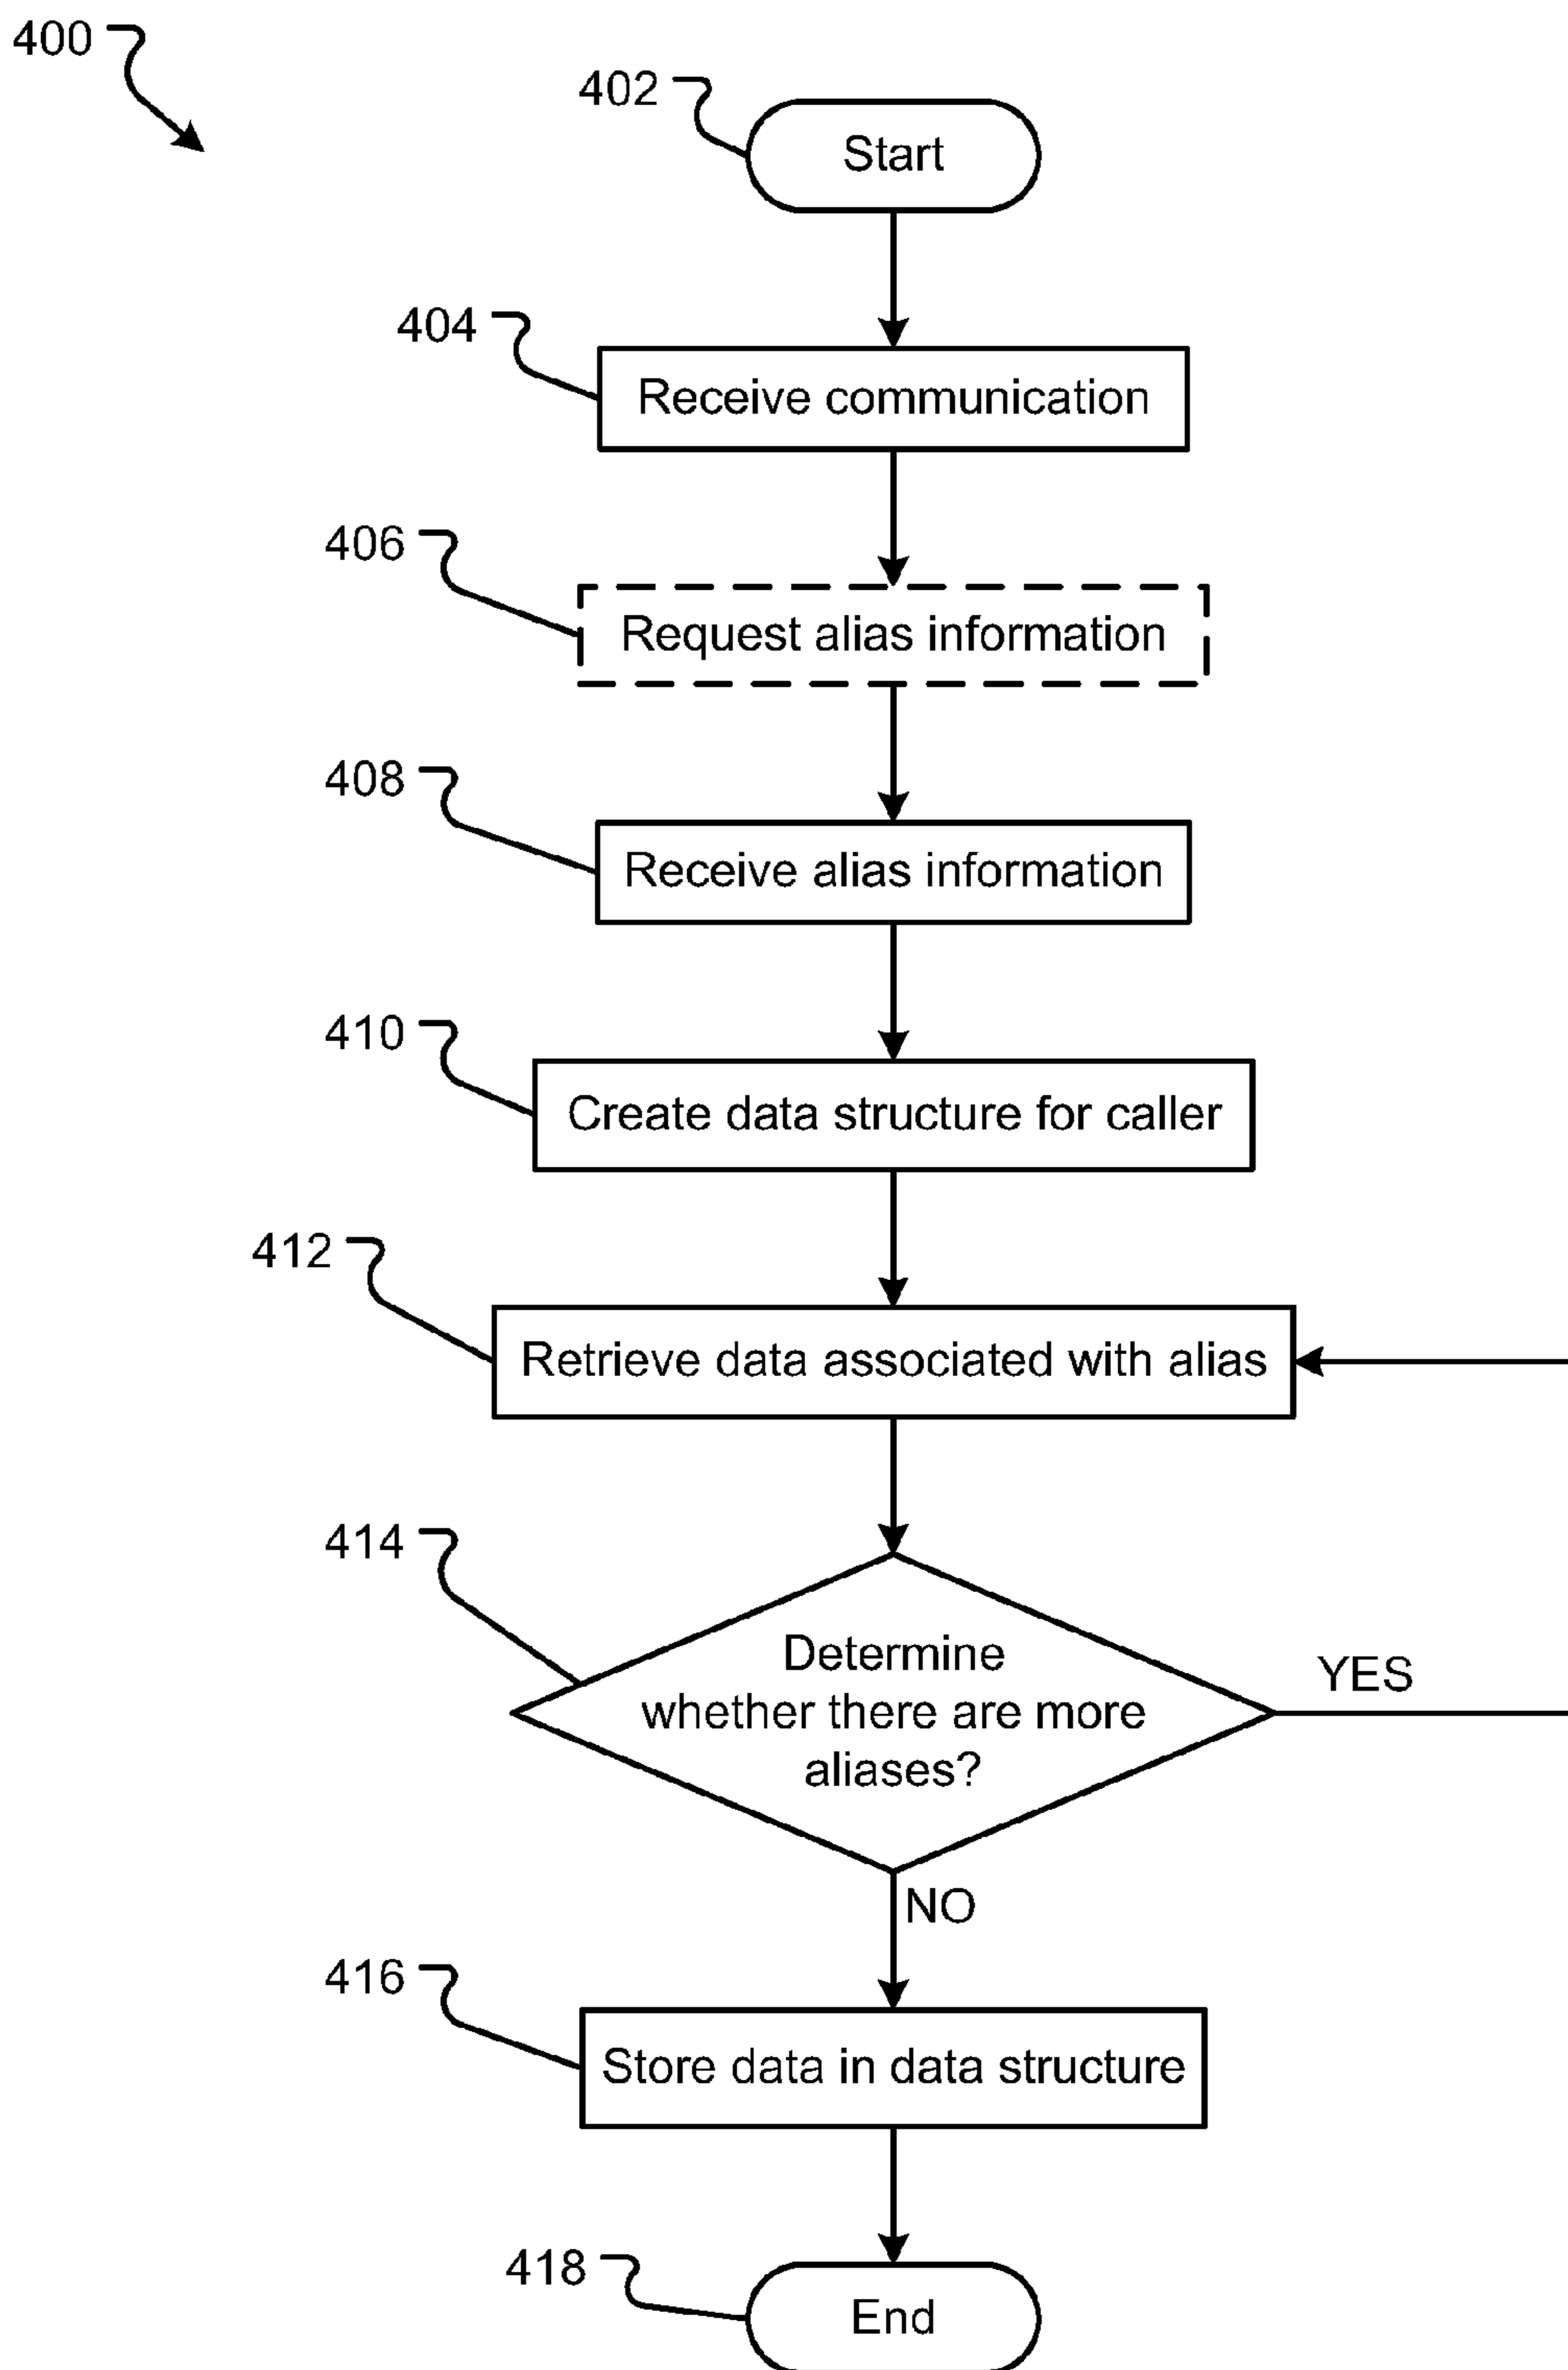 400
402
Start
404
Receive communication
406
Request alias information
408
Receive alias information
410
Create data structure for caller
412
Retrieve data associated with alias
414
Determine
whether there are more
aliases?
YES
NO
416
Store data in data structure
418
End